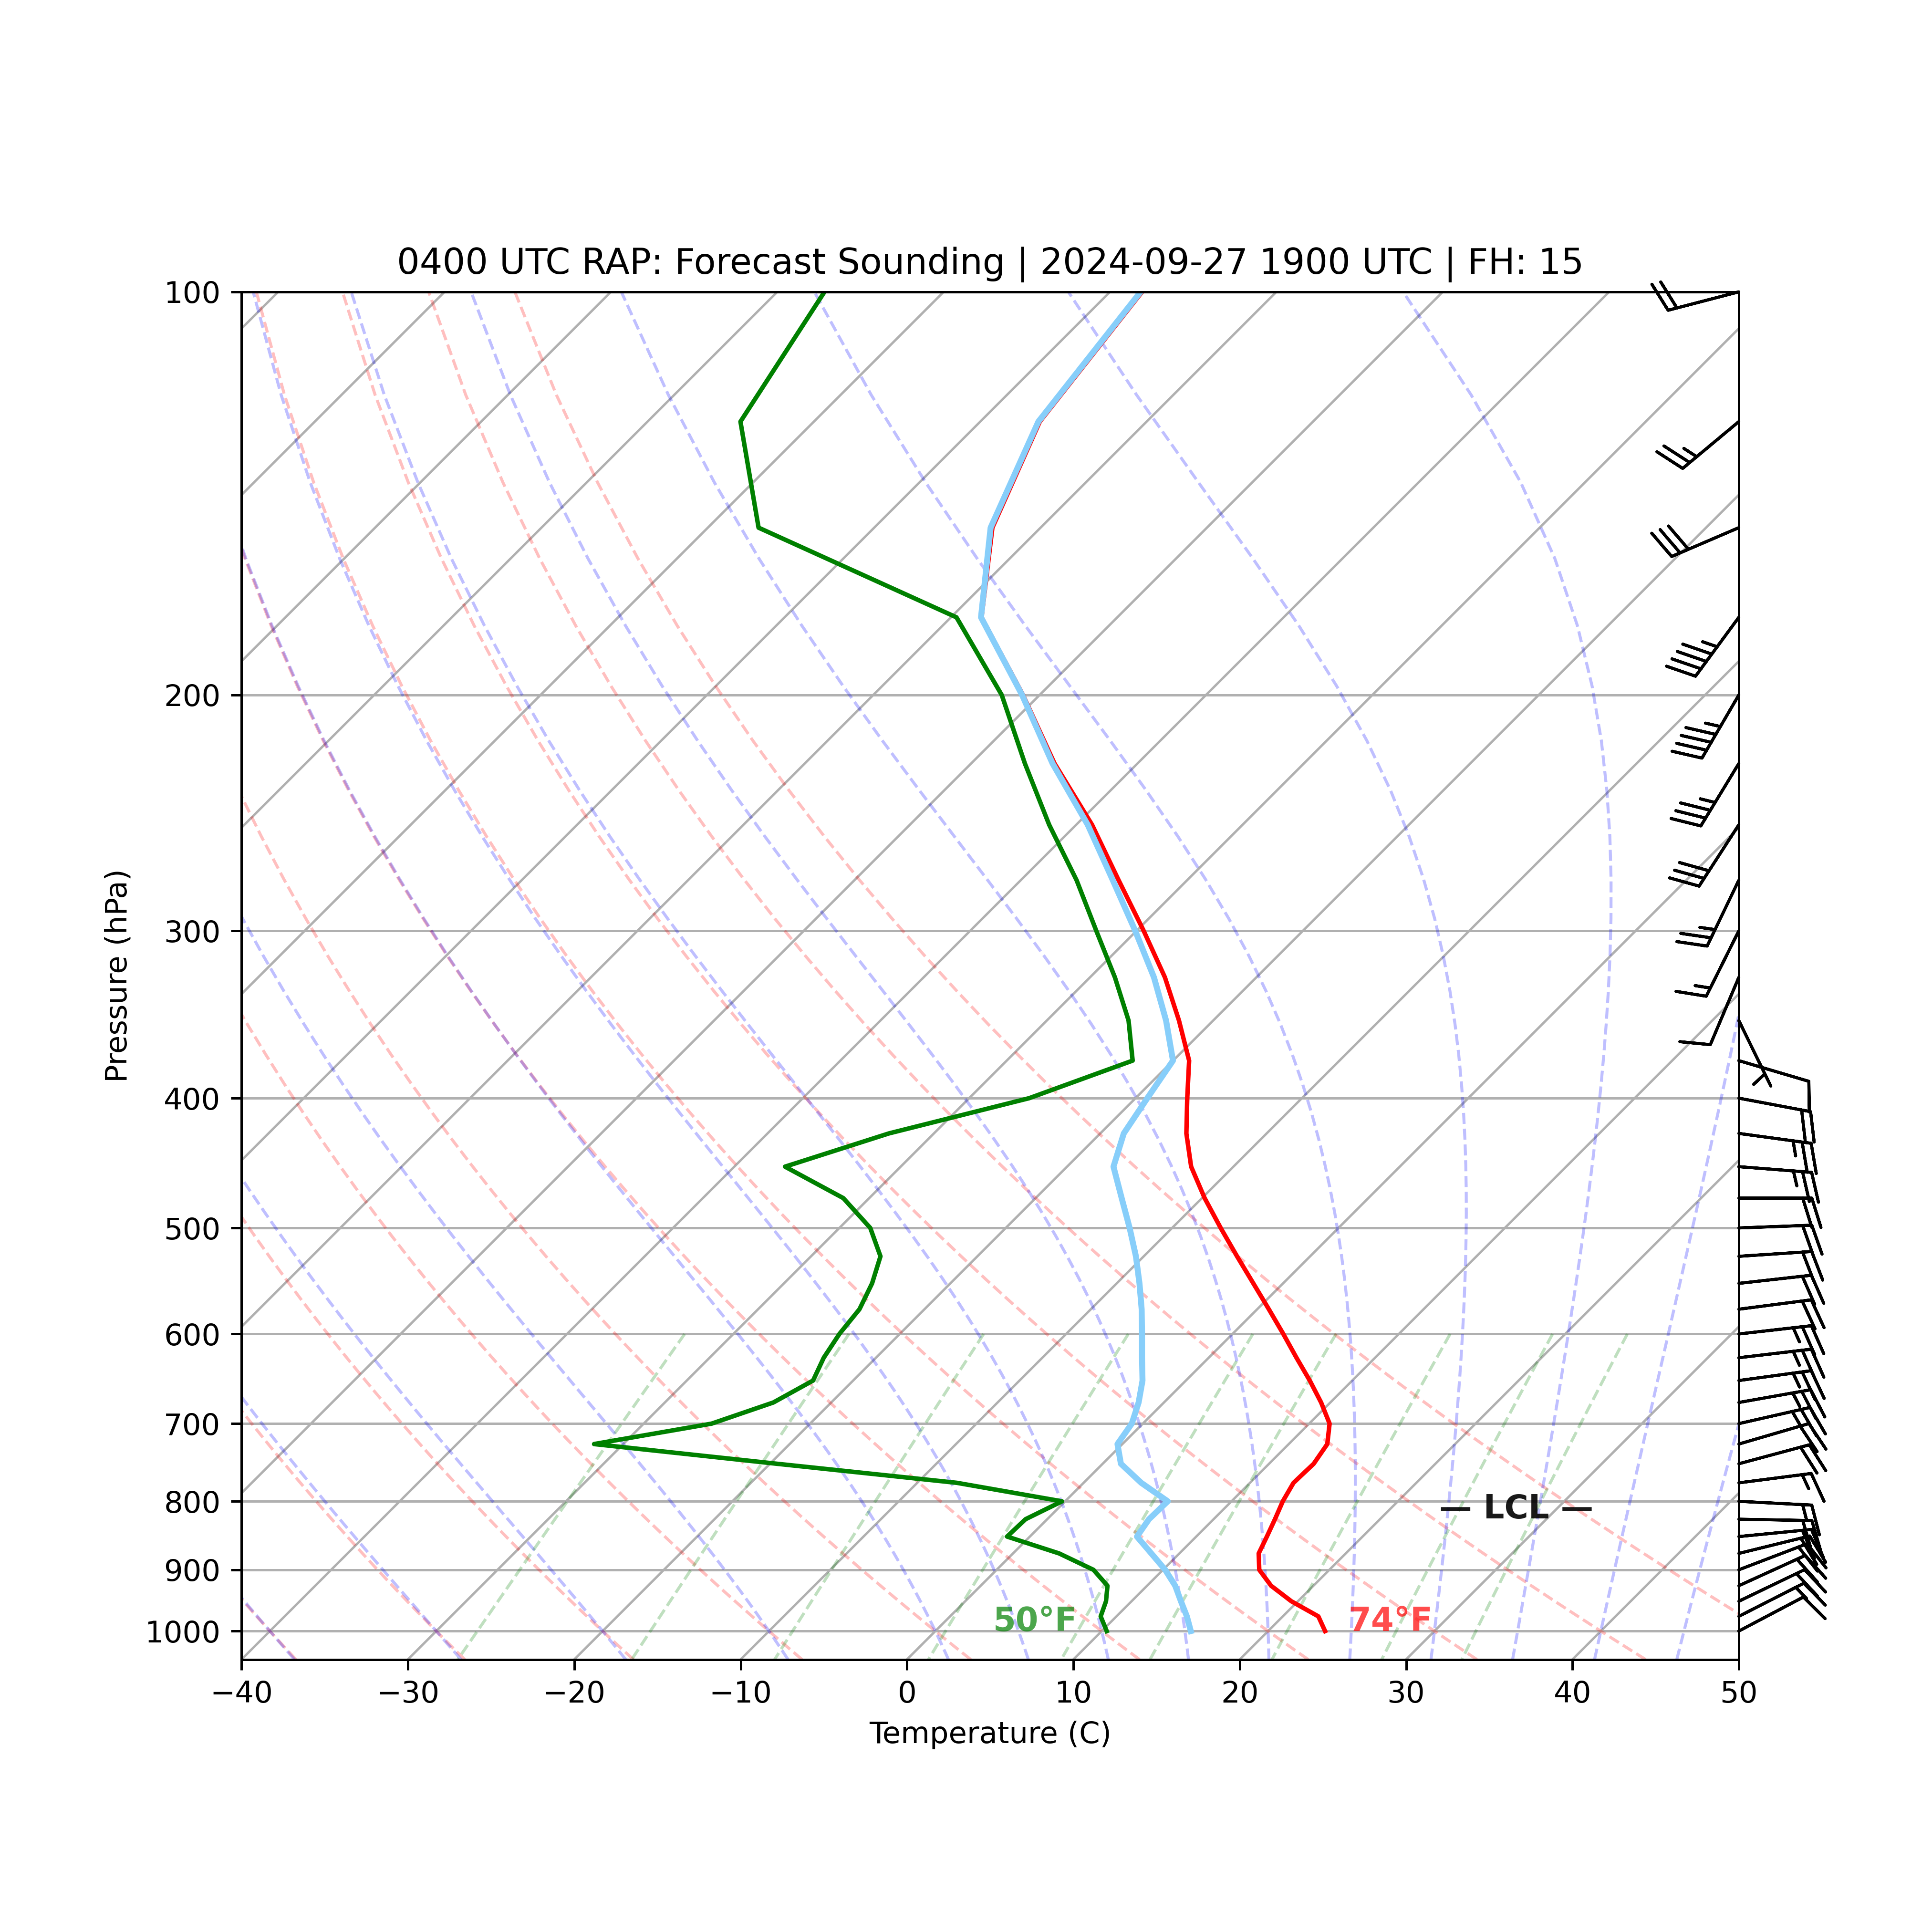 0400 UTC RAP: Forecast Sounding | 2024-09-27 1900 UTC | FH: 15
100
200
300
400
500
600
700
800
900
1000
Pressure (hPa)
— LCL —
50°F
74°F
−40 −30 −20 −10 0 10 20 30 40 50
Temperature (C)